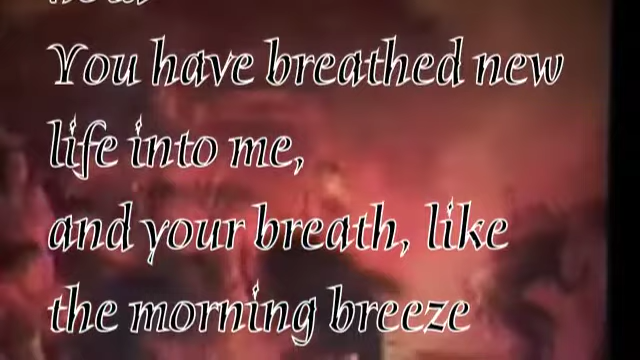 You have breathed new
life into me,
and your breath, like
the morning breeze